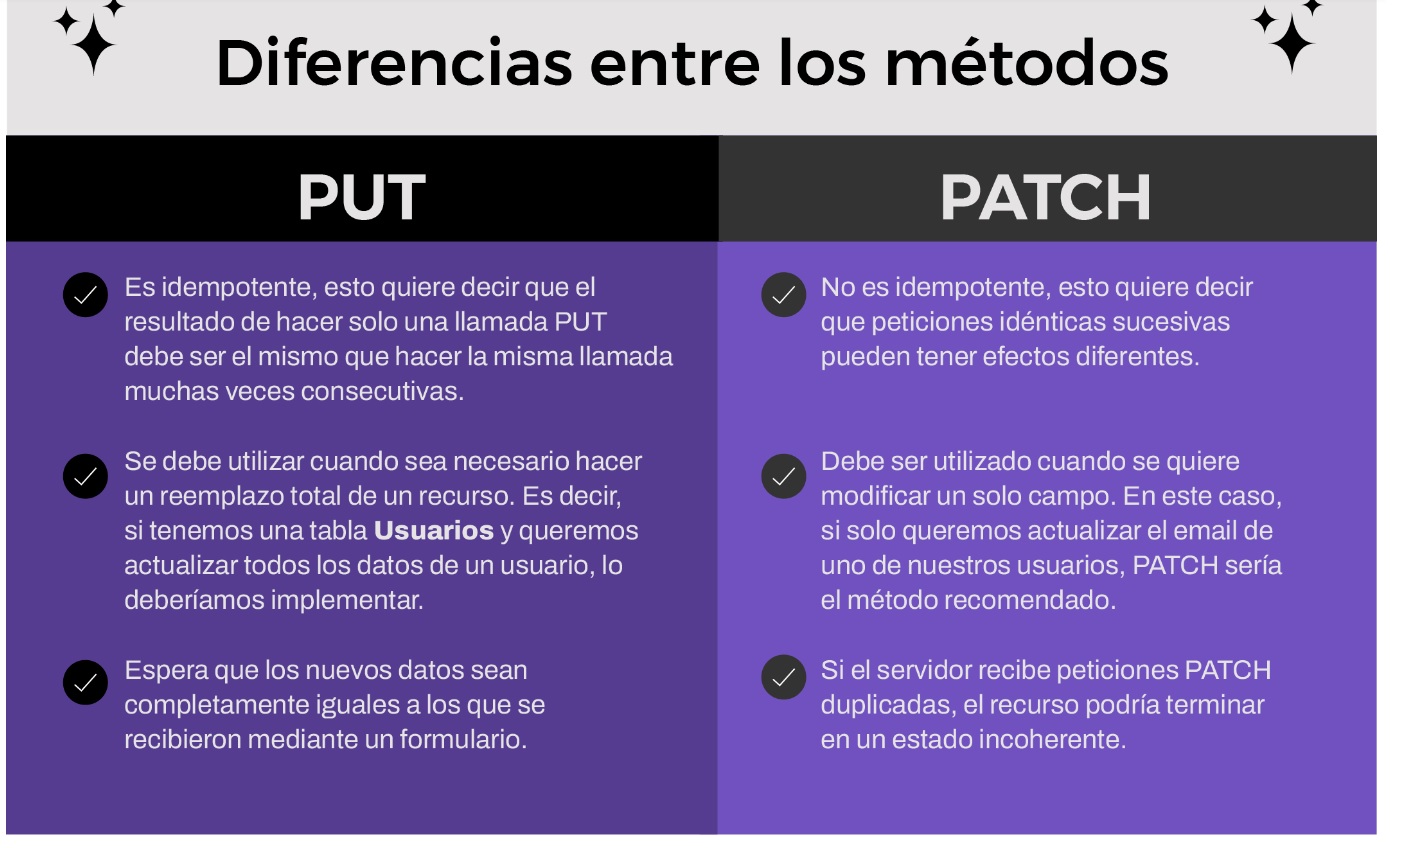 Diferencias entre los métodos
PUT
Es idempotente, esto quiere decir que el
resultado de hacer solo una llamada PUT
debe ser el mismo que hacer la misma llamada
muchas veces consecutivas.
Se debe utilizar cuando sea necesario hacer
un reemplazo total de un recurso. Es decir,
si tenemos una tabla Usuarios y queremos
actualizar todos los datos de un usuario, lo
deberíamos implementar.
Espera que los nuevos datos sean
completamente iguales a los que se
recibieron mediante un formulario.
PATCH
No es idempotente, esto quiere decir
que peticiones idénticas sucesivas
pueden tener efectos diferentes.
Debe ser utilizado cuando se quiere
modificar un solo campo. En este caso,
si solo queremos actualizar el email de
uno de nuestros usuarios, PATCH sería
el método recomendado.
Si el servidor recibe peticiones PATCH
duplicadas, el recurso podría terminar
en un estado incoherente.